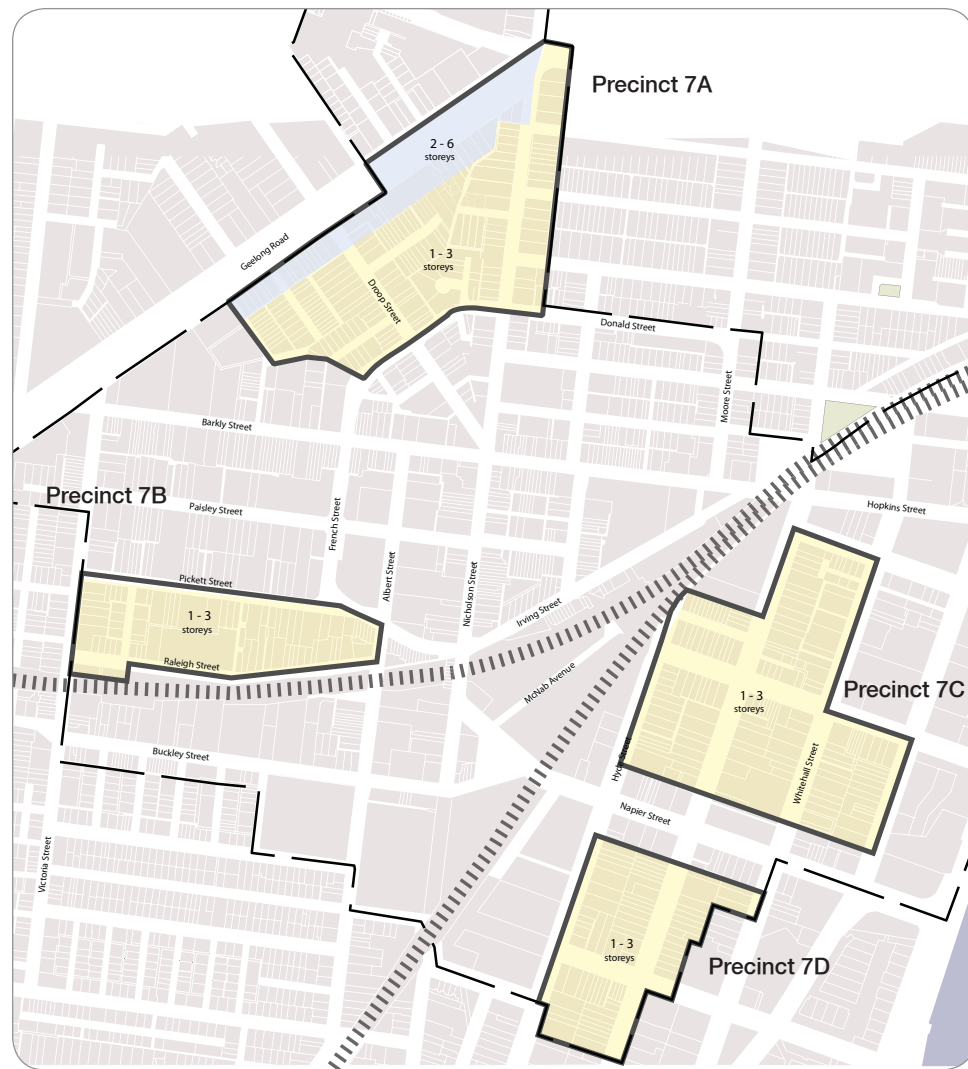 Precinct 7A
2 - 6
storeys
Geelong Road
1 - 3
storeys
Droop Street
Donald Street
Moore Street
Barkly Street
Precinct 7B
Paisley Street
French Street
Hopkins Street
Albert Street
Nicholson Street
Pickett Street
Irving Street
1 - 3
storeys
Raleigh Street
McNab Avenue
Precinct 7C
1 - 3
storeys
Hyde Street
Whitehall Street
Buckley Street
Napier Street
Victoria Street
1 - 3
storeys
Precinct 7D